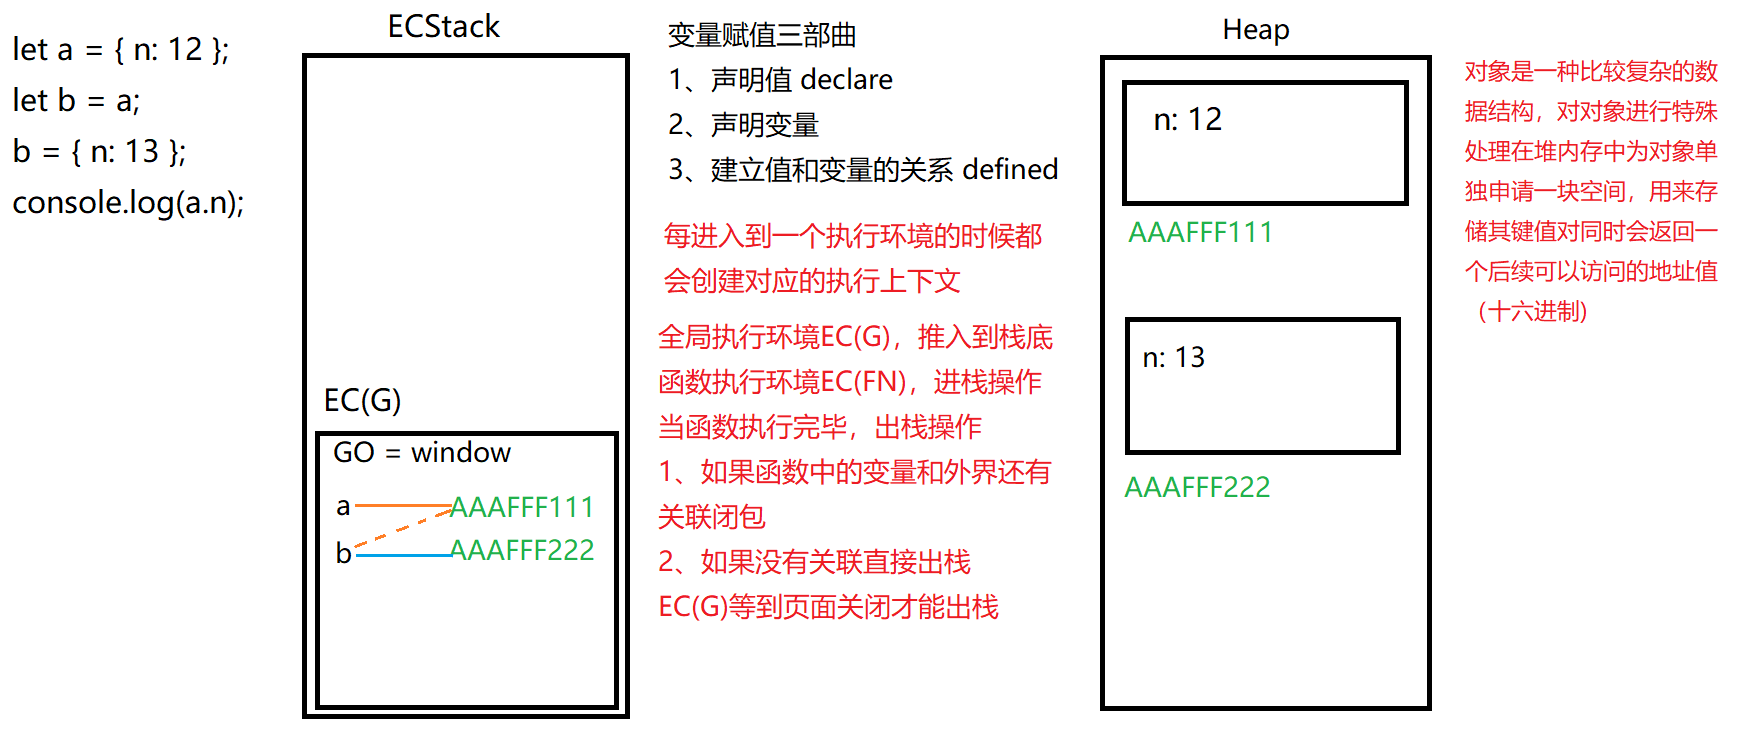 let a = { n: 12 };
let b = a;
b = { n: 13 };
console.log(a.n);
ECStack
EC(G)
GO = window
a
AAAFFF111
b
AAAFFF222
变量赋值三部曲
1、声明值 declare
2、声明变量
3、建立值和变量的关系 defined
每进入到一个执行环境的时候都
会创建对应的执行上下文
全局执行环境EC(G)，推入到栈底
函数执行环境EC(FN)，进栈操作
当函数执行完毕，出栈操作
1、如果函数中的变量和外界还有
关联闭包
2、如果没有关联直接出栈
EC(G)等到页面关闭才能出栈
Heap
n: 12
AAAFFF111
n: 13
AAAFFF222
对象是一种比较复杂的数
据结构，对对象进行特殊
处理在堆内存中为对象单
独申请一块空间，用来存
储其键值对同时会返回一
个后续可以访问的地址值
（十六进制)